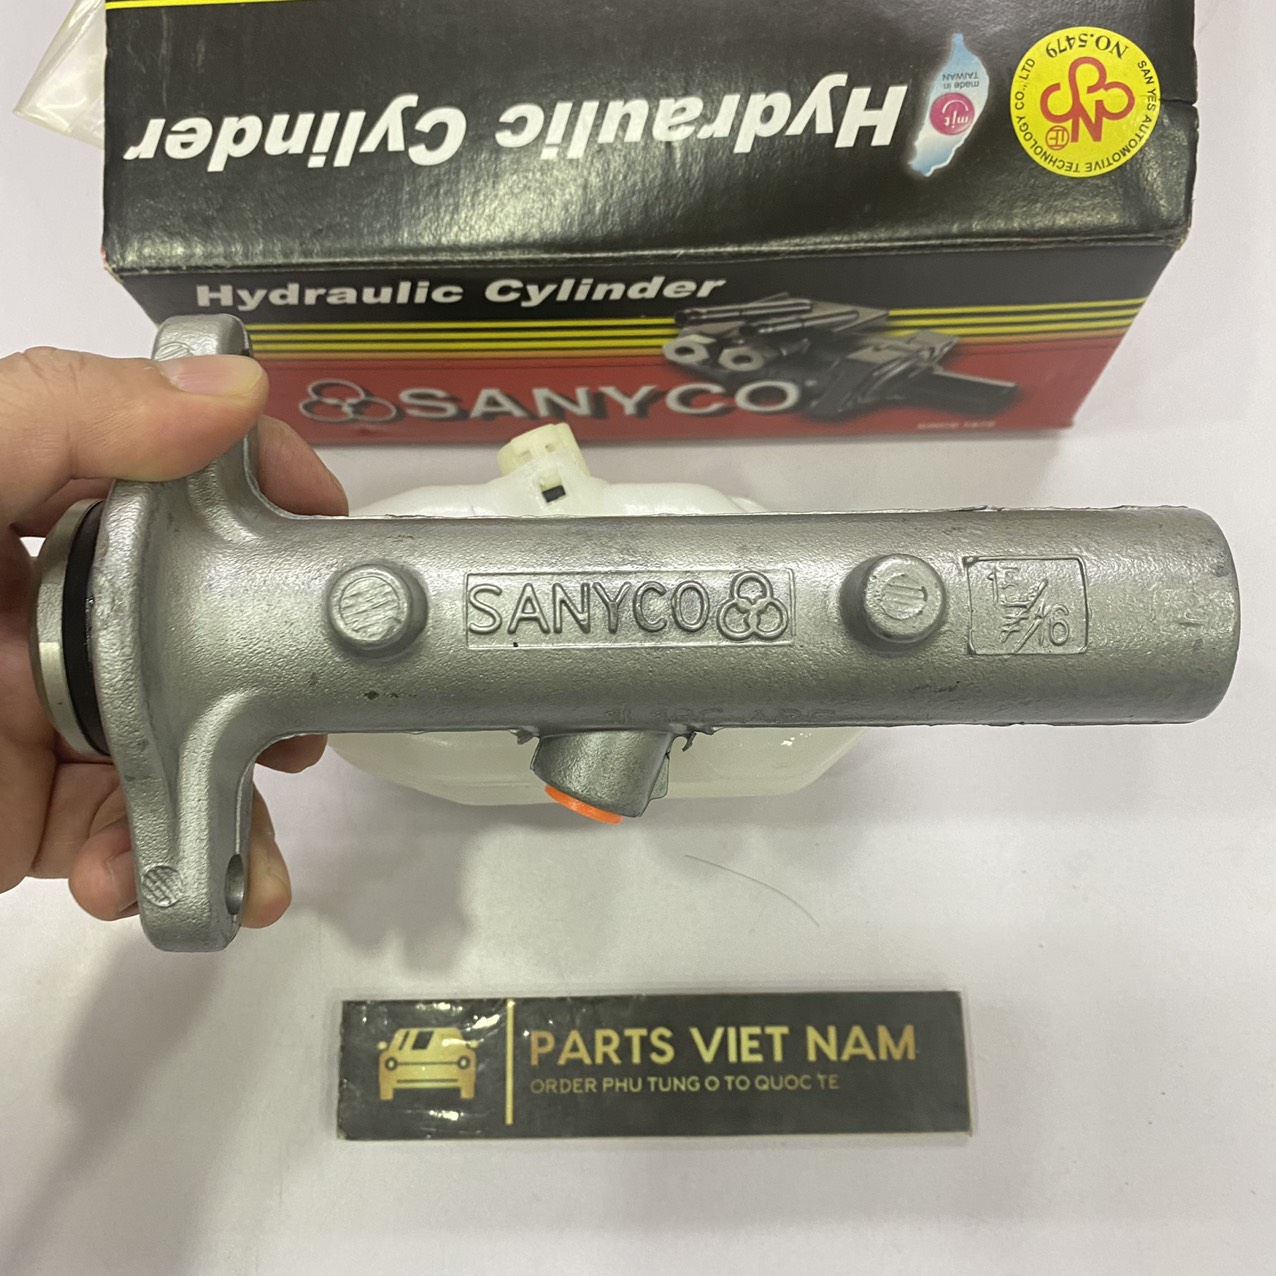 Hydraulic Cylinder
made in
TAIWAN
mit
SAN YES AUTOMOTIVE TECHNOLOGY CO., LTD
NO.5479
Hydraulic Cylinder
SANYCO
SANYCO
PARTS VIET NAM
ORDER PHU TUNG O TO QUOC TE